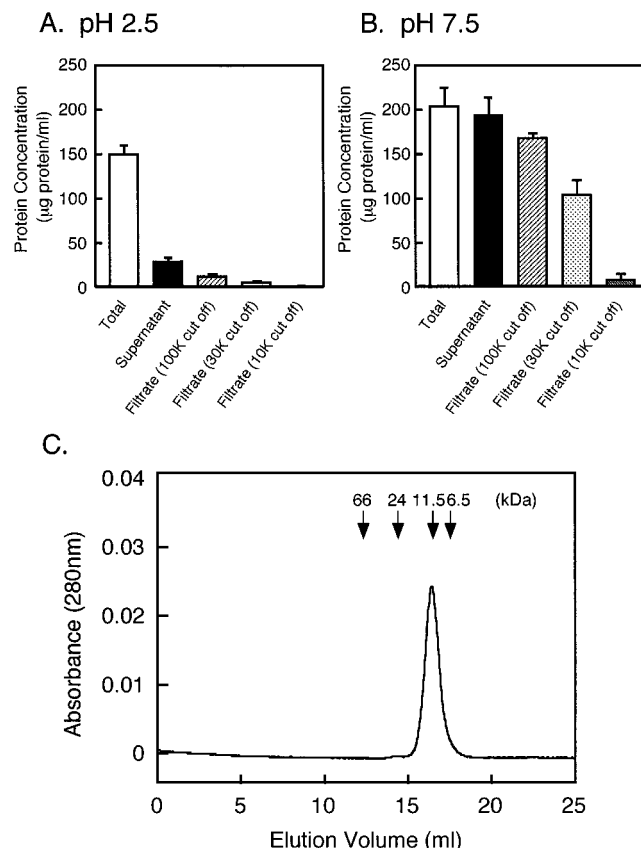 A. pH 2.5
Protein Concentration
(μg protein/ml)
250
200
150
100
50
0
Total
Supernatant
Filtrate (100K cut off)
Filtrate (30K cut off)
Filtrate (10K cut off)
B. pH 7.5
Protein Concentration
(μg protein/ml)
250
200
150
100
50
0
Total
Supernatant
Filtrate (100K cut off)
Filtrate (30K cut off)
Filtrate (10K cut off)
C.
Absorbance (280nm)
0.04
0.03
0.02
0.01
0
66 24 11.5 6.5 (kDa)
0 5 10 15 20 25
Elution Volume (ml)